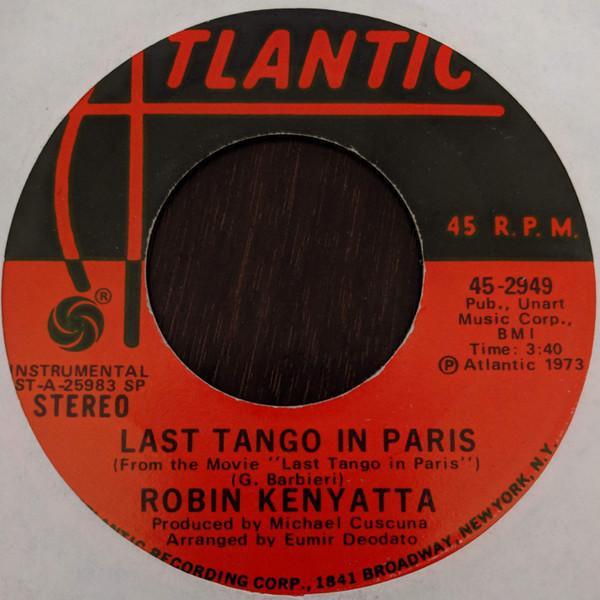 ATLANTIC
45 R.P.M.
45-2949
Pub., Unart
Music Corp.,
BMI
Time: 3:40
Ⓟ Atlantic 1973
®
INSTRUMENTAL
ST-A-25983 SP
STEREO
LAST TANGO IN PARIS
(From the Movie "Last Tango in Paris")
(G. Barbieri)
ROBIN KENYATTA
Produced by Michael Cuscuna
Arranged by Eumir Deodato
ATLANTIC RECORDING CORP., 1841 BROADWAY, NEW YORK, N.Y.